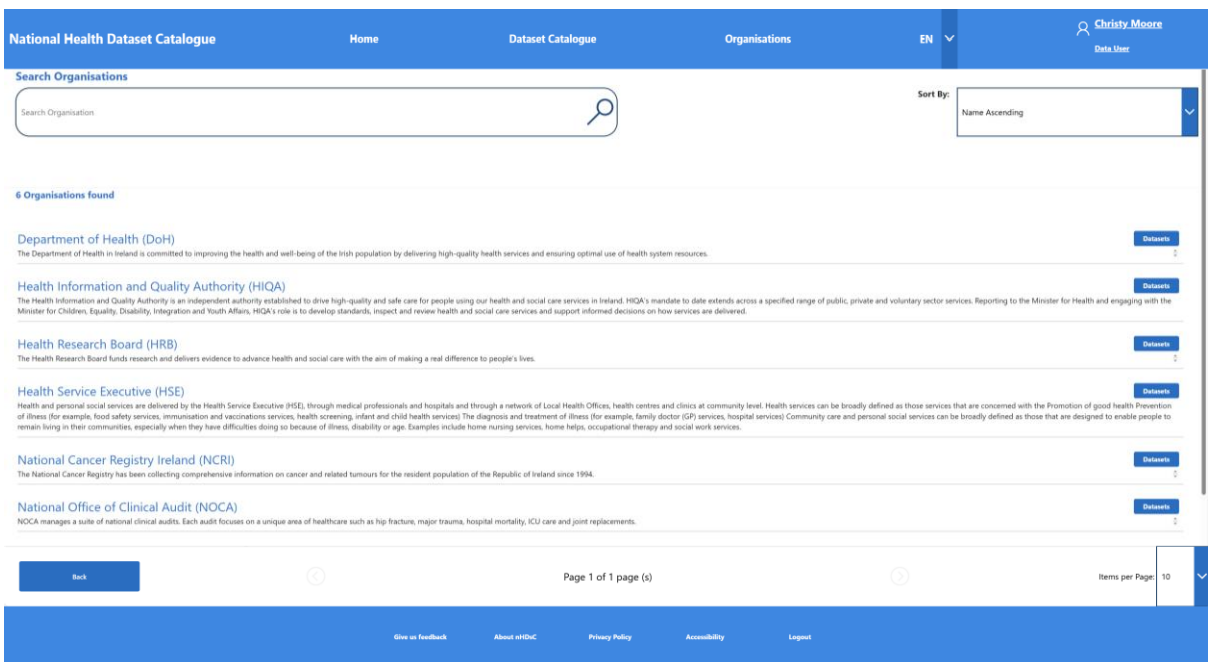 National Health Dataset Catalogue
Home
Dataset Catalogue
Organisations
EN
Christy Moore
Data User
Search Organisations
Search Organisation
Sort By:
Name Ascending
6 Organisations found
Department of Health (DoH)
Datasets
The Department of Health in Ireland is committed to improving the health and well-being of the Irish population by delivering high-quality health services and ensuring optimal use of health system resources.
Health Information and Quality Authority (HIQA)
Datasets
The Health Information and Quality Authority is an independent authority established to drive high-quality and safe care for people using our health and social care services in Ireland. HIQA's mandate to date extends across a specified range of public, private and voluntary sector services. Reporting to the Minister for Health and engaging with the
Minister for Children, Equality, Disability, Integration and Youth Affairs, HIQA's role is to develop standards, inspect and review health and social care services and support informed decisions on how services are delivered.
Health Research Board (HRB)
Datasets
The Health Research Board funds research and delivers evidence to advance health and social care with the aim of making a real difference to people's lives.
Health Service Executive (HSE)
Datasets
Health and personal social services are delivered by the Health Service Executive (HSE), through medical professionals and hospitals and through a network of Local Health Offices, health centres and clinics at community level. Health services can be broadly defined as those services that are concerned with the Promotion of good health Prevention
of illness (for example, food safety services, immunisation and vaccinations services, health screening, infant and child health services) The diagnosis and treatment of illness (for example, family doctor (GP) services, hospital services) Community care and personal social services can be broadly defined as those that are designed to enable people to
remain living in their communities, especially when they have difficulties doing so because of illness, disability or age. Examples include home nursing services, home helps, occupational therapy and social work services.
National Cancer Registry Ireland (NCRI)
Datasets
The National Cancer Registry has been collecting comprehensive information on cancer and related tumours for the resident population of the Republic of Ireland since 1994.
National Office of Clinical Audit (NOCA)
Datasets
NOCA manages a suite of national clinical audits. Each audit focuses on a unique area of healthcare such as hip fracture, major trauma, hospital mortality, ICU care and joint replacements.
Back
Page 1 of 1 page (s)
Items per Page:
10
Give us feedback
About nHDsC
Privacy Policy
Accessibility
Logout